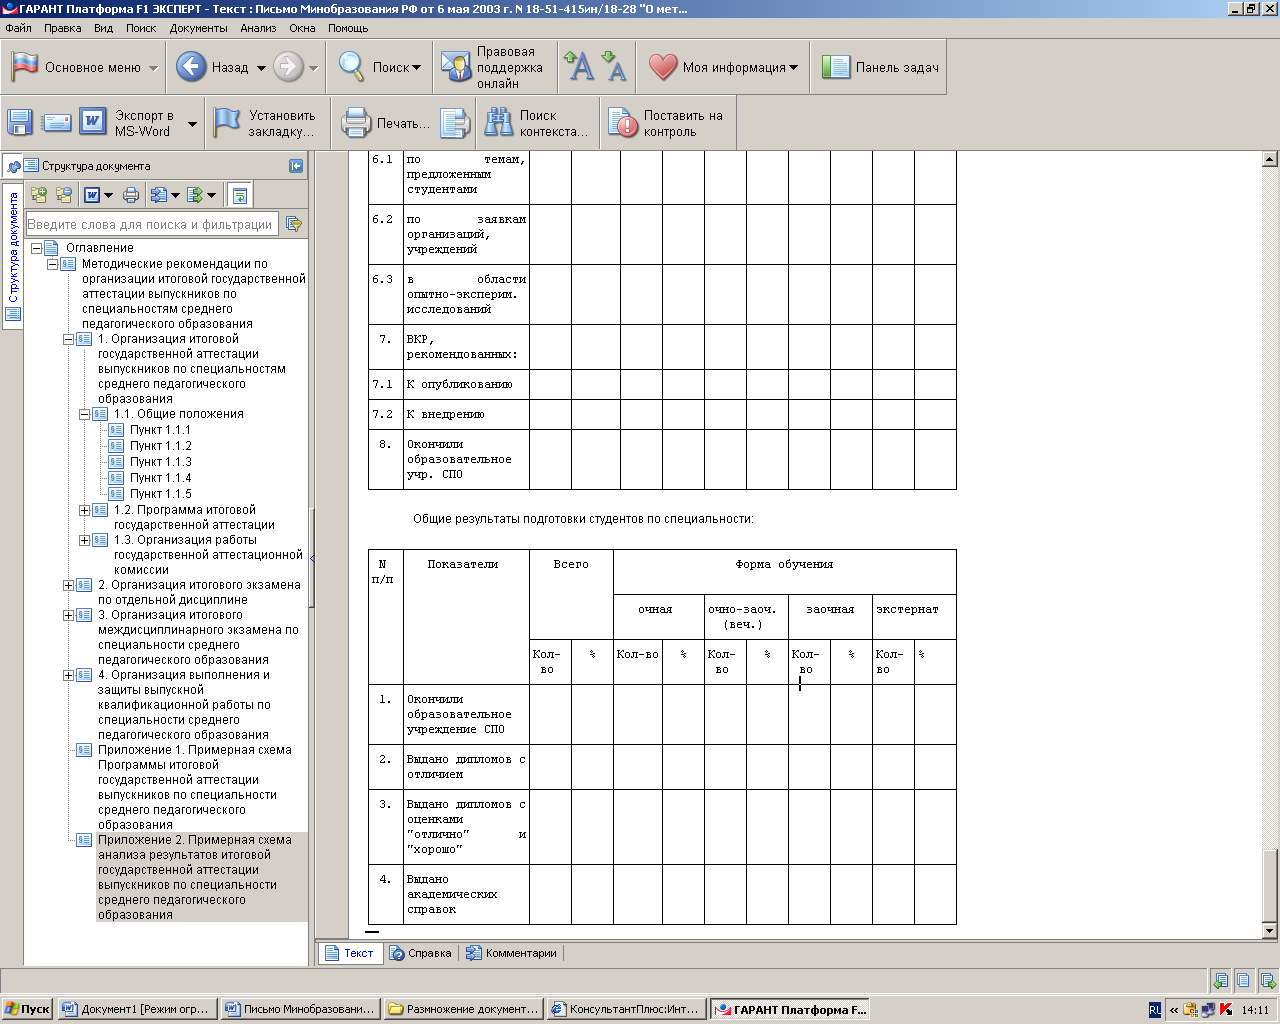 ГАРАНТ Платформа F1 ЭКСПЕРТ - Текст : Письмо Минобразования РФ от 6 мая 2003 г. N 18-51-415ин/18-28 "О мет...
Файл Правка Вид Поиск Документы Анализ Окна Помощь
Основное меню
Назад
Поиск
Правовая
поддержка
онлайн
Моя информация
Панель задач
Экспорт в
MS-Word
Установить
закладку...
Печать...
Поиск
контекста...
Поставить на
контроль
Структура документа
Структура документа
Введите слова для поиска и фильтрации
Оглавление
Методические рекомендации по
организации итоговой государственной
аттестации выпускников по
специальностям среднего
педагогического образования
1. Организация итоговой
государственной аттестации
выпускников по специальностям
среднего педагогического
образования
1.1. Общие положения
Пункт 1.1.1
Пункт 1.1.2
Пункт 1.1.3
Пункт 1.1.4
Пункт 1.1.5
1.2. Программа итоговой
государственной аттестации
1.3. Организация работы
государственной аттестационной
комиссии
2. Организация итогового экзамена
по отдельной дисциплине
3. Организация итогового
междисциплинарного экзамена по
специальности среднего
педагогического образования
4. Организация выполнения и
защиты выпускной
квалификационной работы по
специальности среднего
педагогического образования
Приложение 1. Примерная схема
Программы итоговой
государственной аттестации
выпускников по специальности
среднего педагогического
образования
Приложение 2. Примерная схема
анализа результатов итоговой
государственной аттестации
выпускников по специальности
среднего педагогического
образования
6.1 по темам,
предложенным
студентами
6.2 по заявкам
организаций,
учреждений
6.3 в области
опытно-эксперим.
исследований
7. ВКР,
рекомендованных:
7.1 К опубликованию
7.2 К внедрению
8. Окончили
образовательное
учр. СПО
Общие результаты подготовки студентов по специальности:
N Показатели Всего Форма обучения
п/п
очная очно-заоч. заочная экстернат
(веч.)
Кол- % Кол-во % Кол- % Кол- % Кол- %
во во во во
1. Окончили
образовательное
учреждение СПО
2. Выдано дипломов с
отличием
3. Выдано дипломов с
оценками
"отлично" и
"хорошо"
4. Выдано
академических
справок
Текст Справка Комментарии
Пуск Документ1 [Режим огр... Письмо Минобразовани... Размножение документ... КонсультантПлюс:Инт... ГАРАНТ Платформа F... RL « 14:11